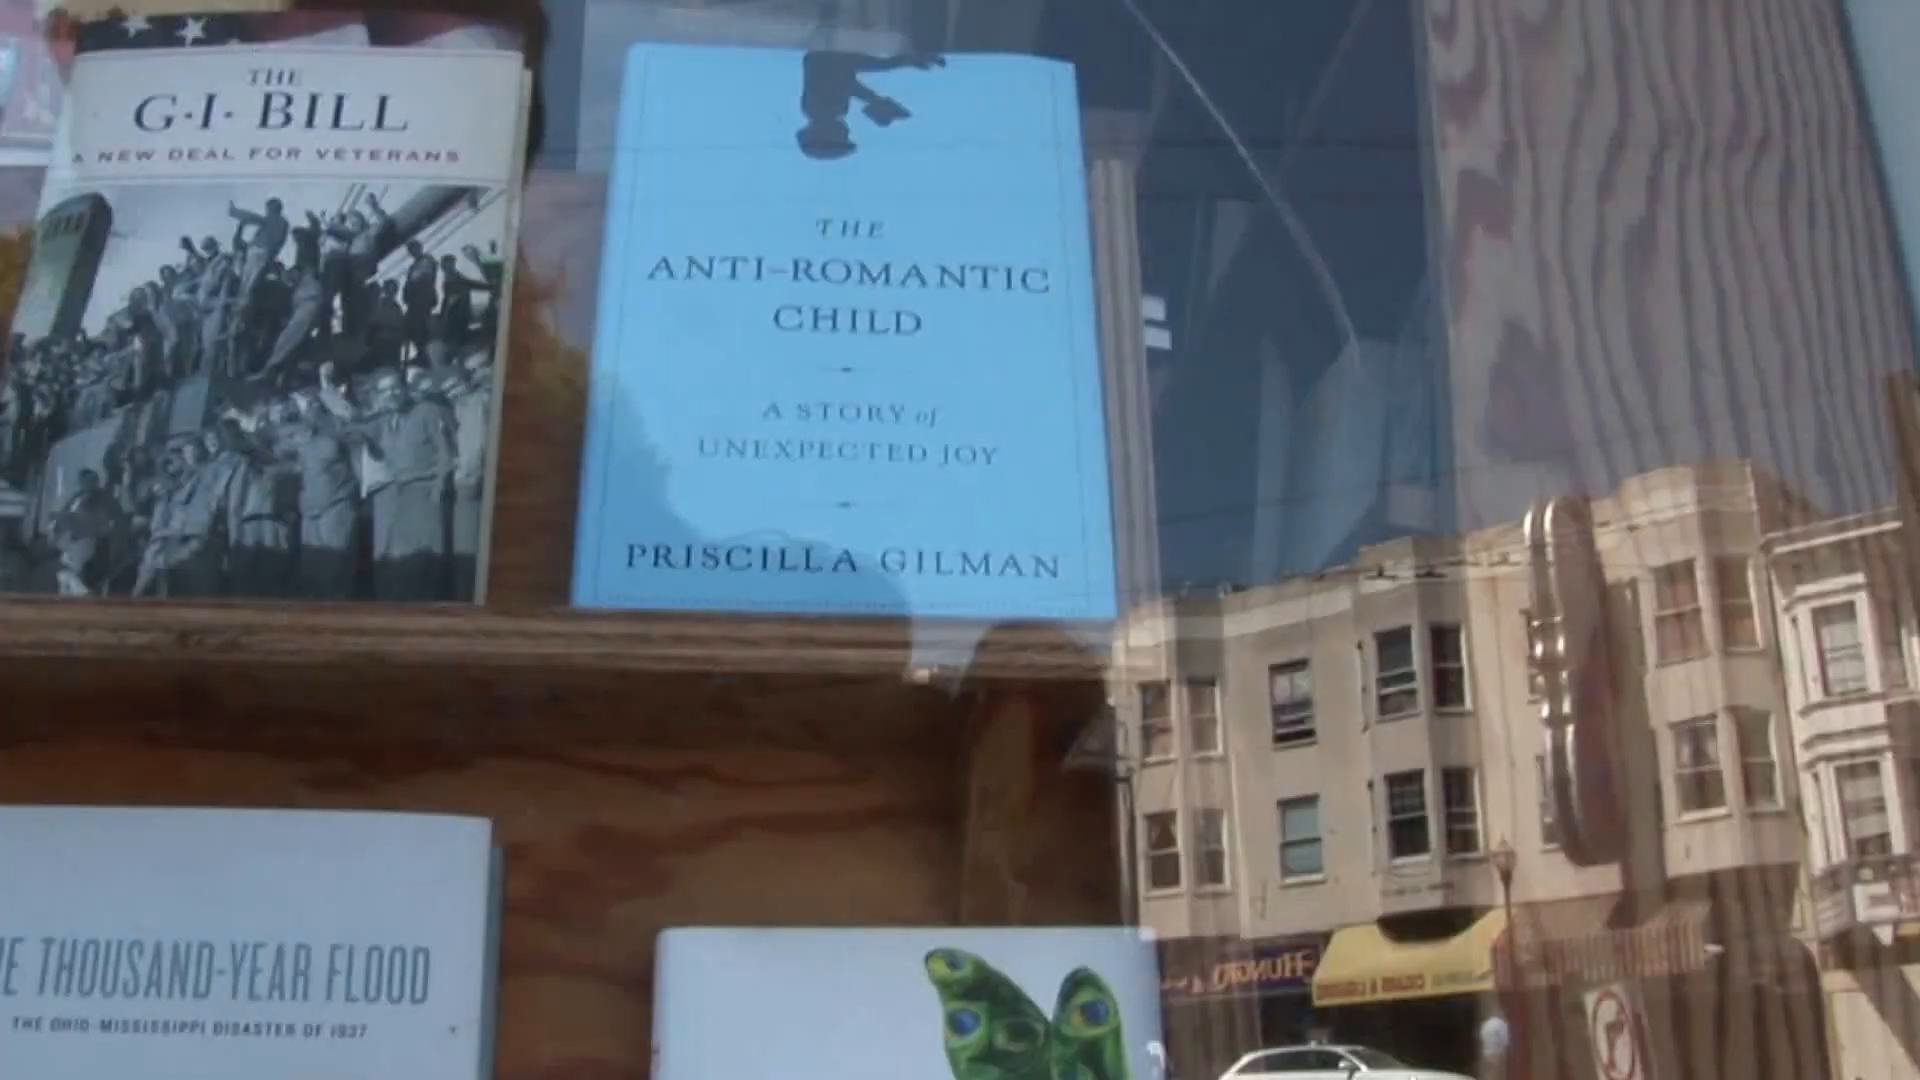 THE
G·I· BILL
A NEW DEAL FOR VETERANS
THE
ANTI-ROMANTIC
CHILD
A STORY of
UNEXPECTED JOY
PRISCILLA GILMAN
THOUSAND-YEAR FLOOD
THE OHIO-MISSISSIPPI DISASTER OF 1937